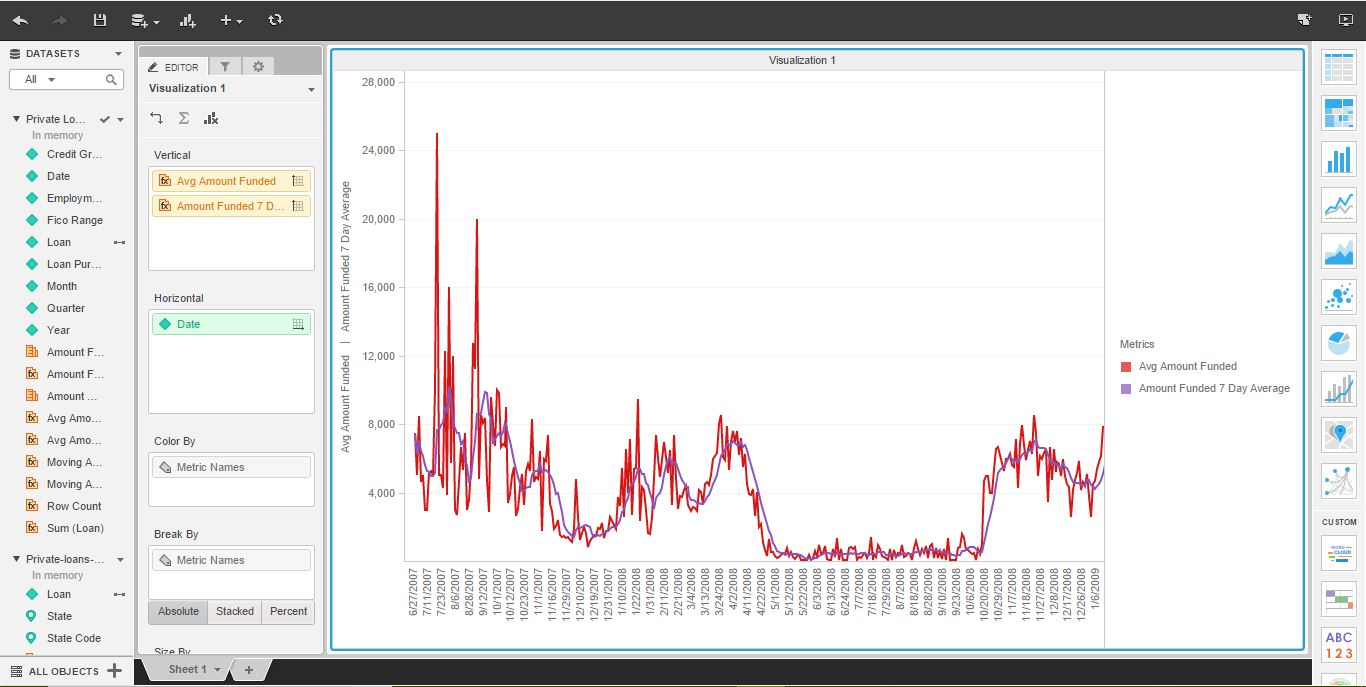 DATASETS
All
Private Lo...
In memory
Credit Gr...
Date
Employm...
Fico Range
Loan
Loan Pur...
Month
Quarter
Year
Amount F...
Amount F...
Amount ...
Avg Amo...
Avg Amo...
Moving A...
Moving A...
Row Count
Sum (Loan)
Private-loans-...
In memory
Loan
State
State Code
ALL OBJECTS
EDITOR
Visualization 1
Vertical
fx Avg Amount Funded
fx Amount Funded 7 D...
Horizontal
Date
Color By
Metric Names
Break By
Metric Names
Absolute Stacked Percent
Size By
Visualization 1
28,000
24,000
20,000
16,000
12,000
8,000
4,000
Avg Amount Funded | Amount Funded 7 Day Average
6/27/2007
7/11/2007
7/23/2007
8/6/2007
8/28/2007
9/12/2007
10/1/2007
10/12/2007
10/23/2007
11/1/2007
11/16/2007
11/29/2007
12/10/2007
12/19/2007
12/31/2007
1/10/2008
1/22/2008
1/31/2008
2/11/2008
2/21/2008
3/4/2008
3/13/2008
3/24/2008
4/2/2008
4/11/2008
4/22/2008
5/1/2008
5/12/2008
5/22/2008
6/3/2008
6/13/2008
6/24/2008
7/7/2008
7/18/2008
7/29/2008
8/7/2008
8/18/2008
8/28/2008
9/10/2008
9/23/2008
10/6/2008
10/20/2008
10/29/2008
11/7/2008
11/18/2008
11/27/2008
12/8/2008
12/17/2008
12/26/2008
1/6/2009
Metrics
Avg Amount Funded
Amount Funded 7 Day Average
CUSTOM
WORD
CLOUD
ABC
123
Sheet 1